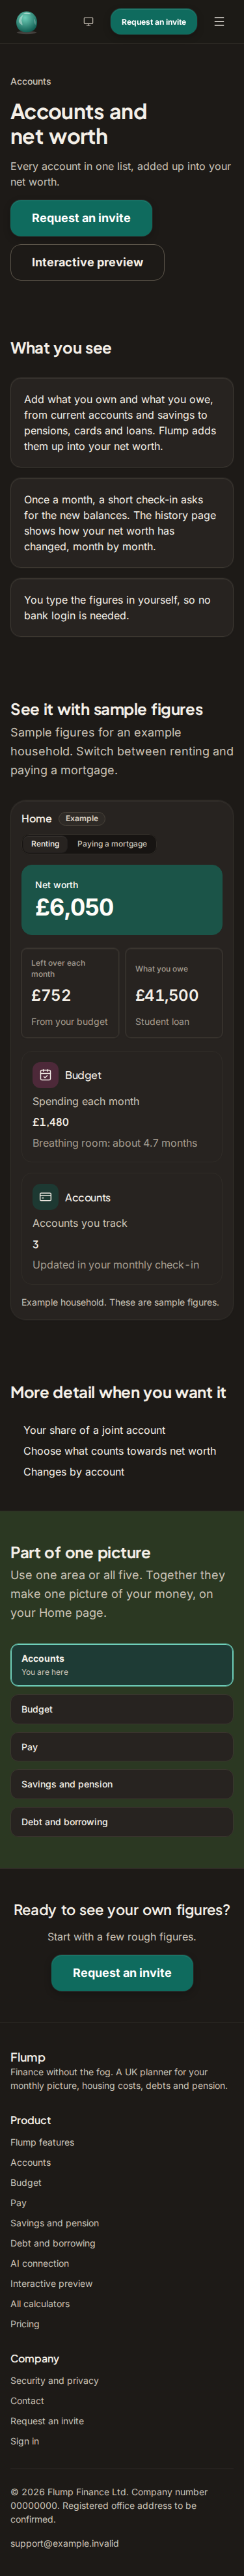 Request an invite
Accounts
Accounts and
net worth
Every account in one list, added up into your
net worth.
Request an invite
Interactive preview
What you see
Add what you own and what you owe,
from current accounts and savings to
pensions, cards and loans. Flump adds
them up into your net worth.
Once a month, a short check-in asks
for the new balances. The history page
shows how your net worth has
changed, month by month.
You type the figures in yourself, so no
bank login is needed.
See it with sample figures
Sample figures for an example
household. Switch between renting and
paying a mortgage.
Home Example
Renting Paying a mortgage
Net worth
£6,050
Left over each
month
£752
From your budget
What you owe
£41,500
Student loan
Budget
Spending each month
£1,480
Breathing room: about 4.7 months
Accounts
Accounts you track
3
Updated in your monthly check-in
Example household. These are sample figures.
More detail when you want it
Your share of a joint account
Choose what counts towards net worth
Changes by account
Part of one picture
Use one area or all five. Together they
make one picture of your money, on
your Home page.
Accounts
You are here
Budget
Pay
Savings and pension
Debt and borrowing
Ready to see your own figures?
Start with a few rough figures.
Request an invite
Flump
Finance without the fog. A UK planner for your
monthly picture, housing costs, debts and pension.
Product
Flump features
Accounts
Budget
Pay
Savings and pension
Debt and borrowing
AI connection
Interactive preview
All calculators
Pricing
Company
Security and privacy
Contact
Request an invite
Sign in
© 2026 Flump Finance Ltd. Company number
00000000. Registered office address to be
confirmed.
support@example.invalid